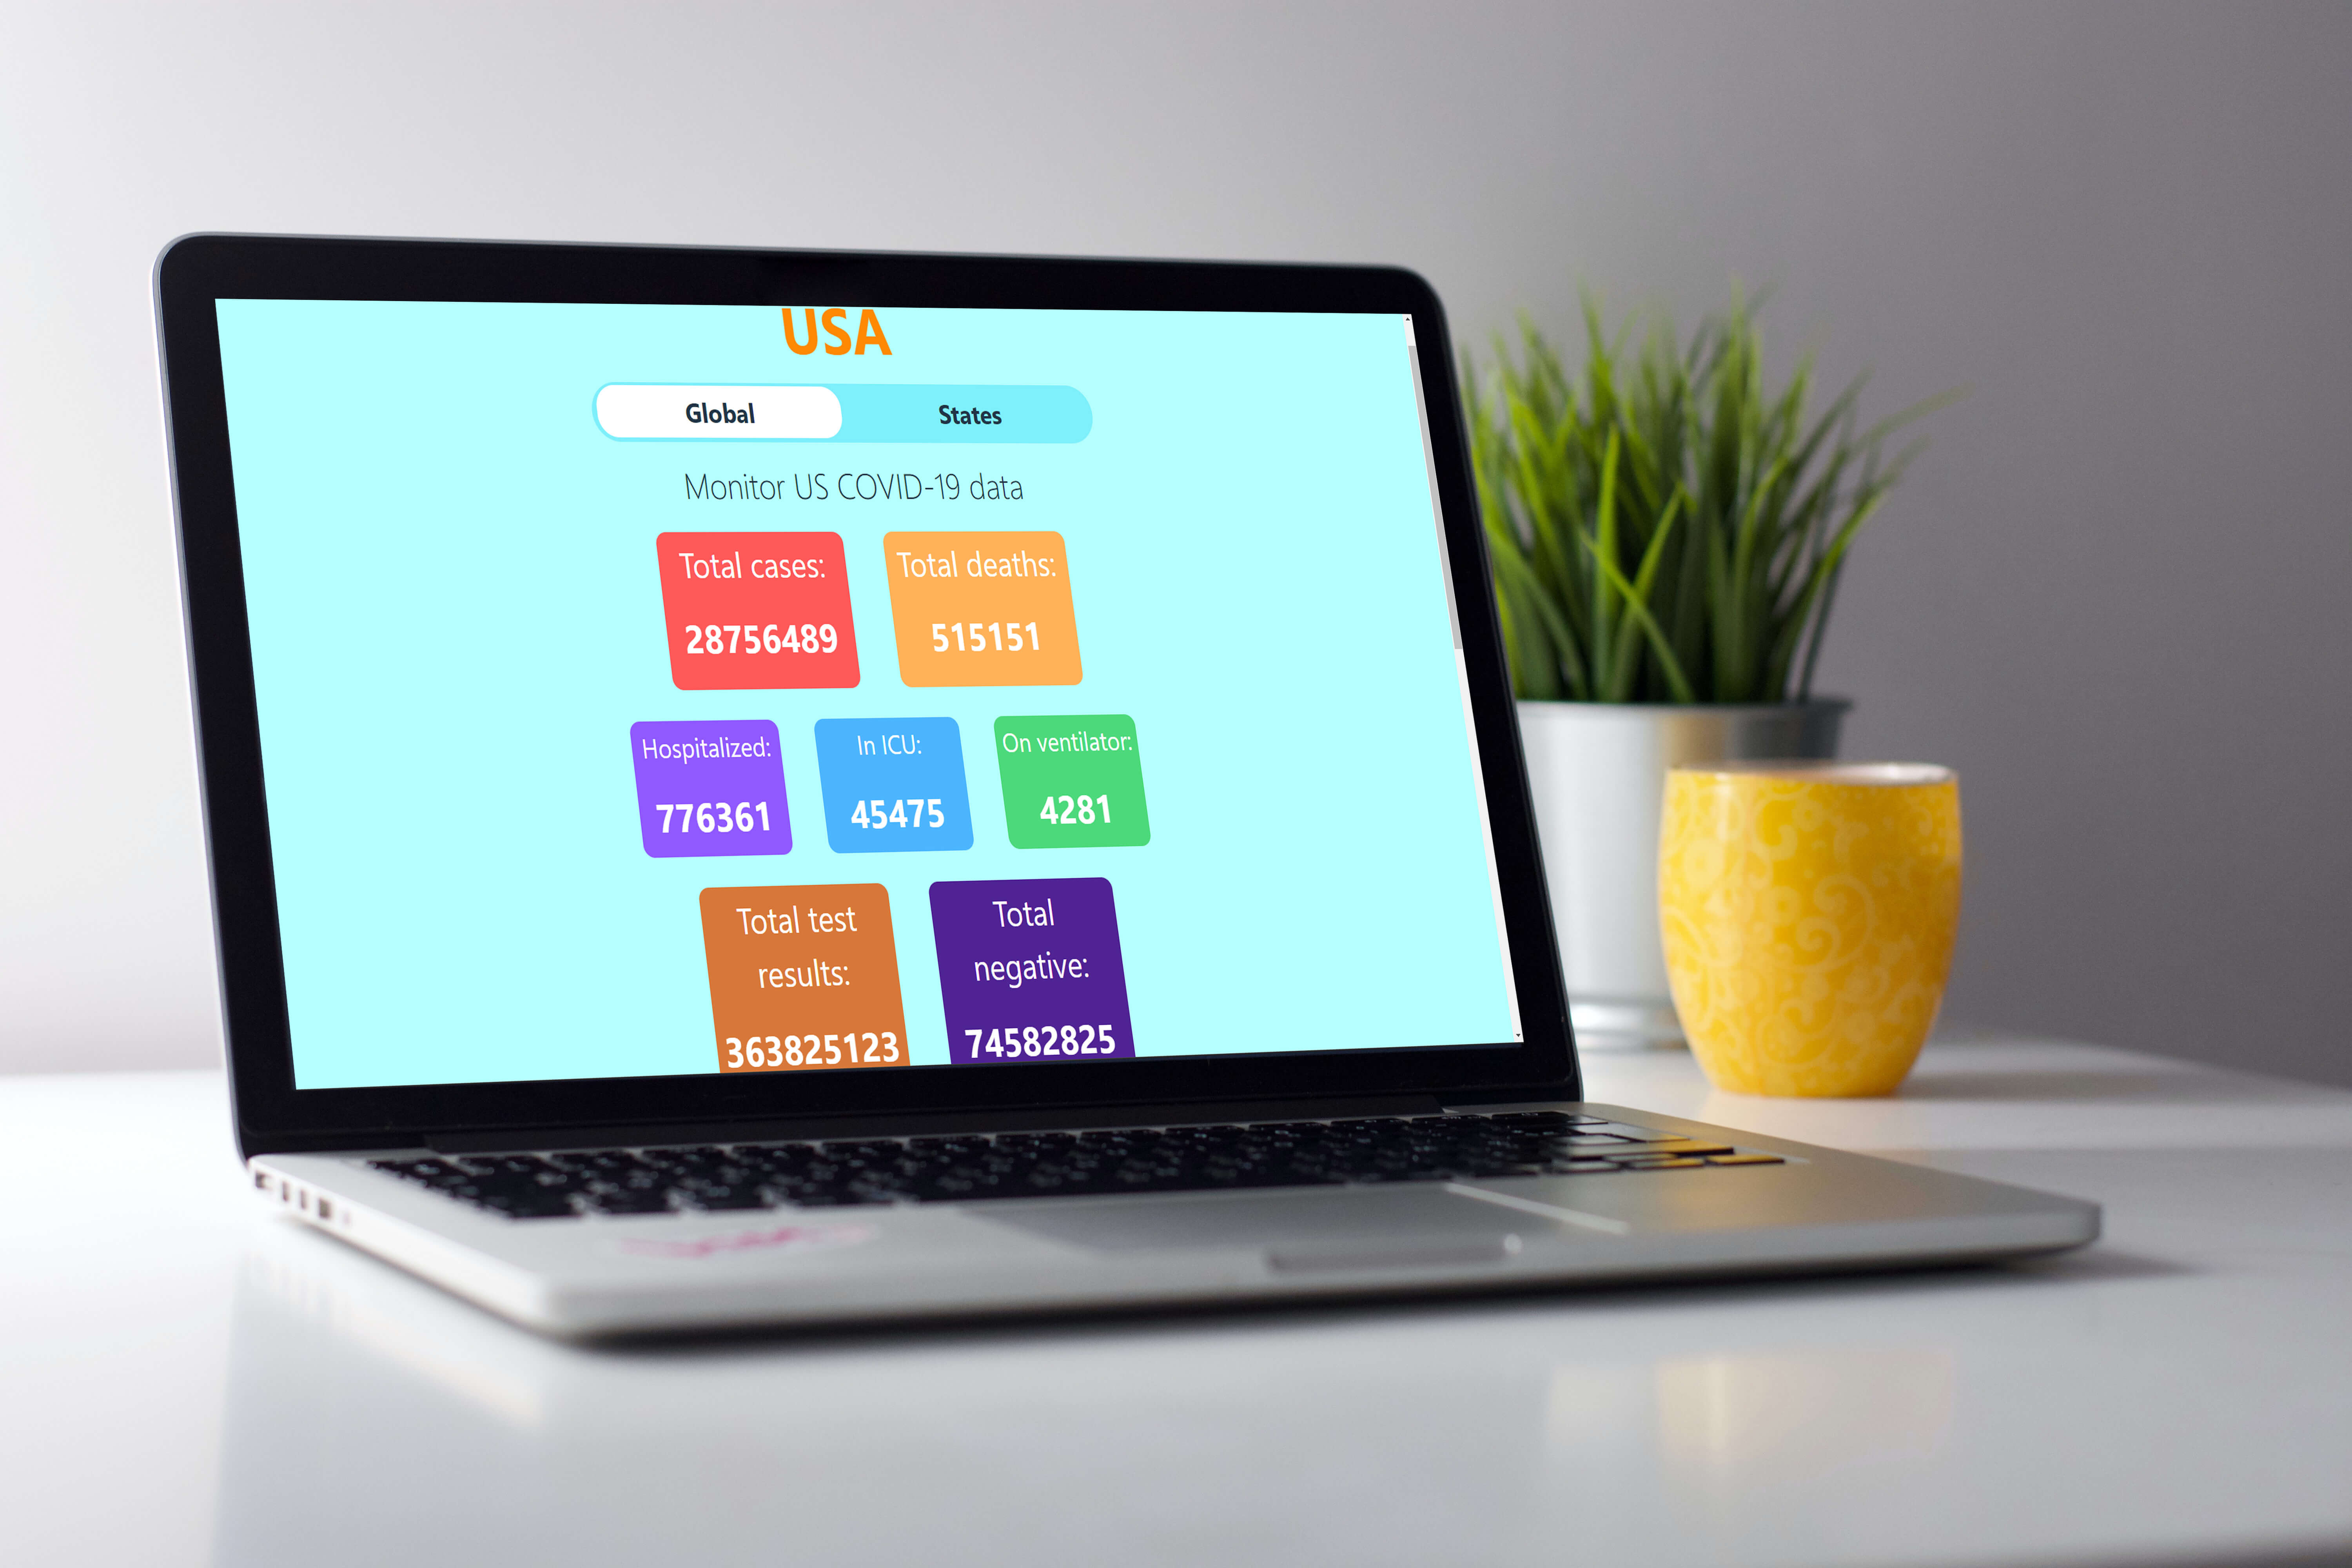 USA
Global States
Monitor US COVID-19 data
Total cases: Total deaths:
28756489 515151
Hospitalized: In ICU: On ventilator:
776361 45475 4281
Total test Total
results: negative:
363825123 74582825